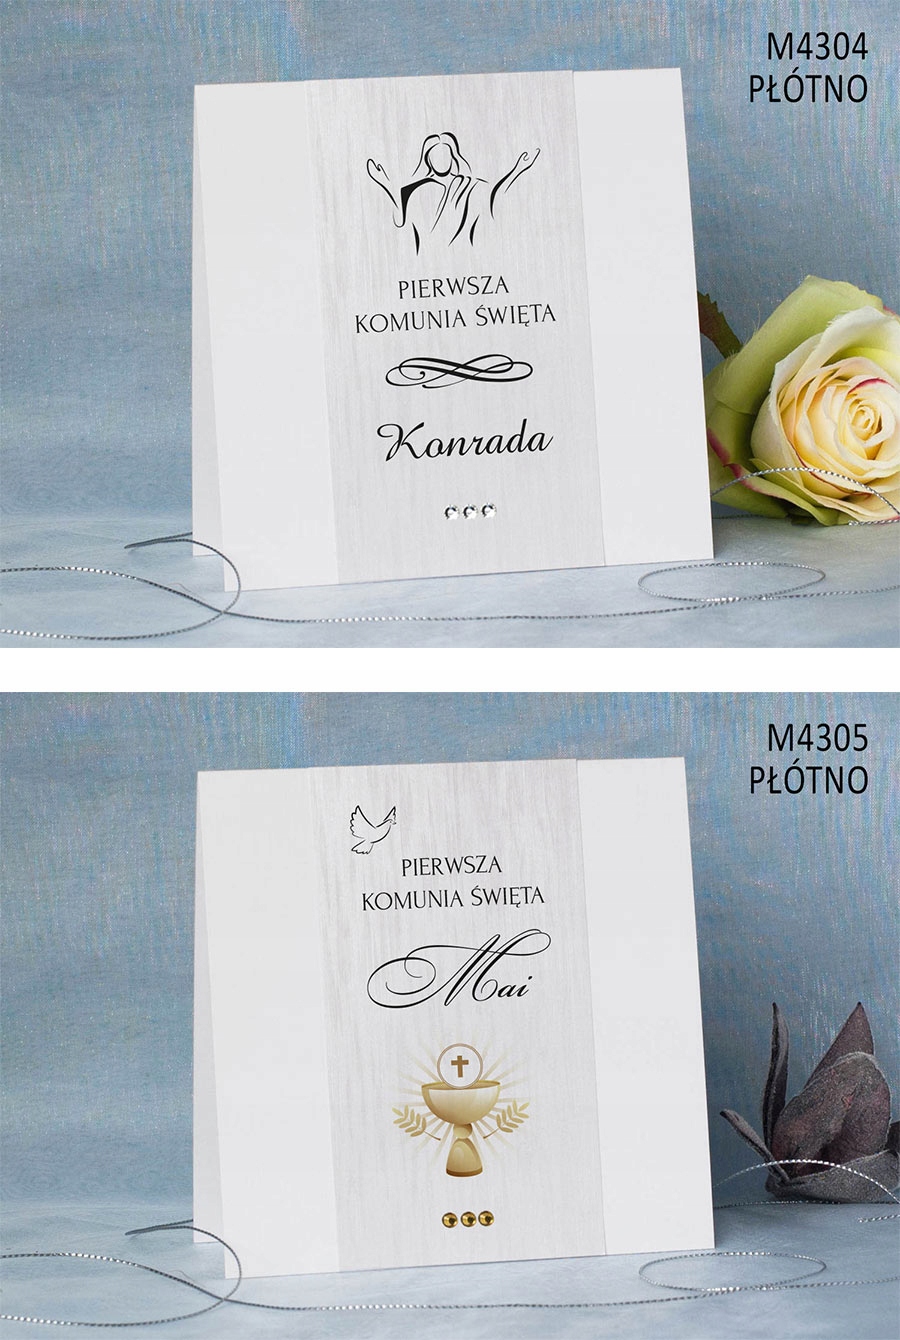 M4304
PŁÓTNO
PIERWSZA
KOMUNIA ŚWIĘTA
Konrada
M4305
PŁÓTNO
PIERWSZA
KOMUNIA ŚWIĘTA
Mai